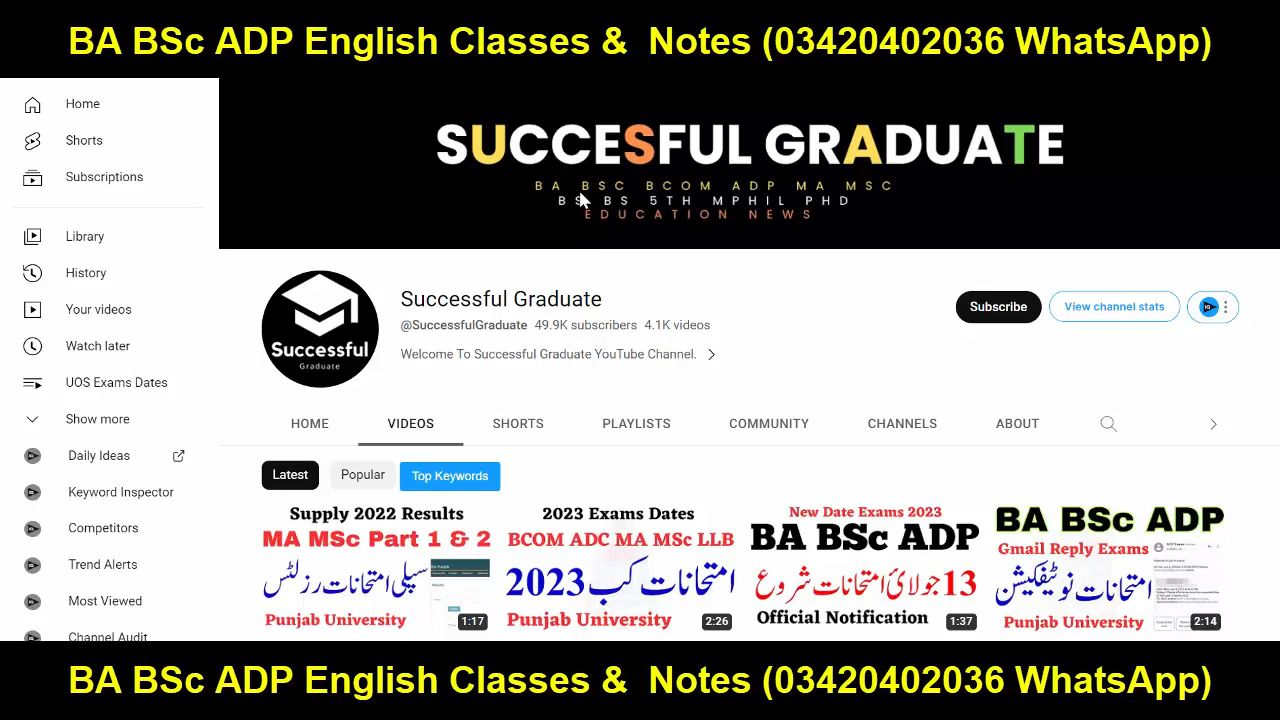 BA BSc ADP English Classes & Notes (03420402036 WhatsApp)
Home
Shorts
Subscriptions
Library
History
Your videos
Watch later
UOS Exams Dates
Show more
Daily Ideas
Keyword Inspector
Competitors
Trend Alerts
Most Viewed
Channel Audit
SUCCESFUL GRADUATE
BA BSC BCOM ADP MA MSC
BS BS 5TH MPHIL PHD
EDUCATION NEWS
Successful
Graduate
Successful Graduate
@SuccessfulGraduate 49.9K subscribers 4.1K videos
Welcome To Successful Graduate YouTube Channel.
Subscribe
View channel stats
HOME VIDEOS SHORTS PLAYLISTS COMMUNITY CHANNELS ABOUT
Latest Popular Top Keywords
Supply 2022 Results
MA MSc Part 1 & 2
سپلی امتحانات رزلٹس
Punjab University
1:17
2023 Exams Dates
BCOM ADC MA MSc LLB
امتحانات کب 2023
Punjab University
2:26
New Date Exams 2023
BA BSc ADP
13 جولائ امتحانات شروع
Official Notification
1:37
BA BSc ADP
Gmail Reply Exams
امتحانات نوٹیفکیشن
Punjab University
2:14
BA BSc ADP English Classes & Notes (03420402036 WhatsApp)